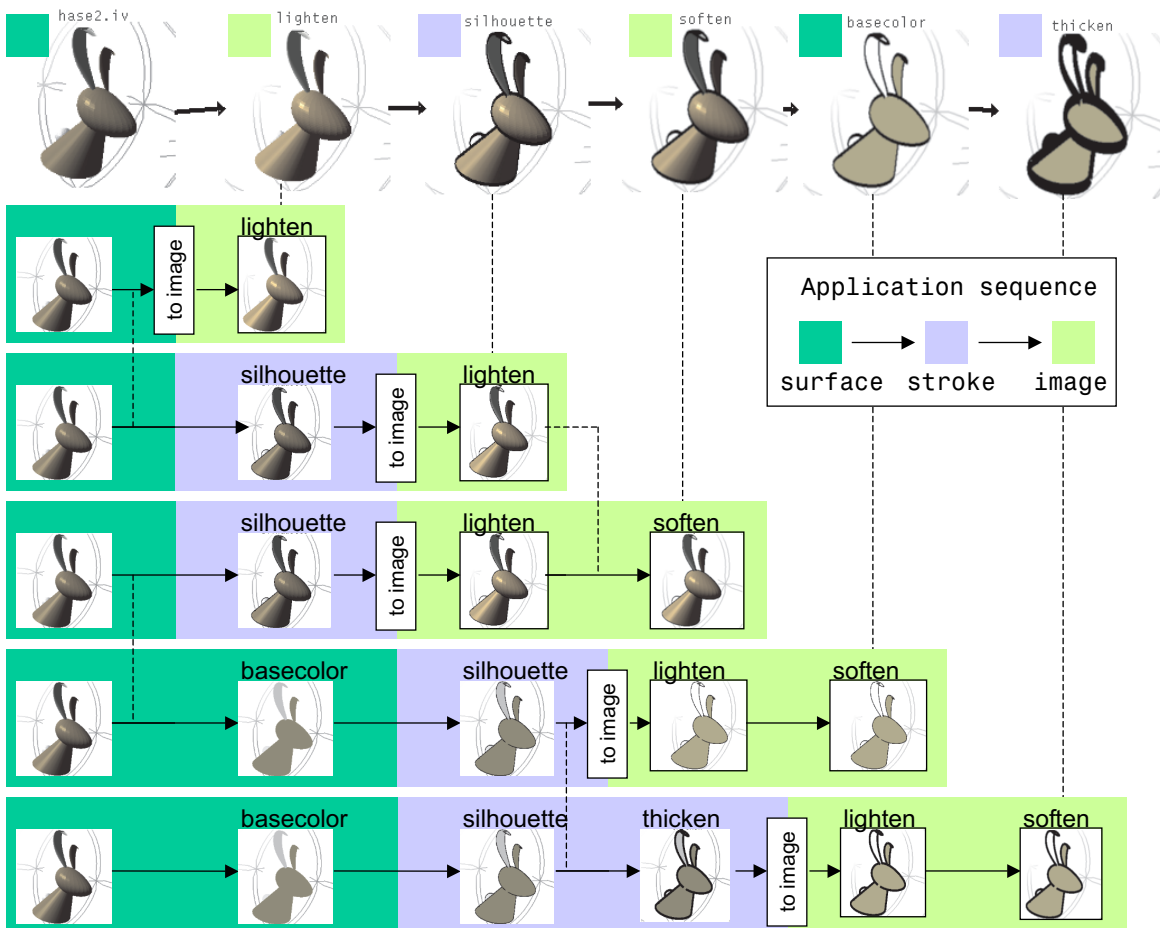 hase2.iv
lighten
silhouette
soften
basecolor
thicken
lighten
to image
Application sequence
surface
stroke
image
silhouette
lighten
to image
silhouette
lighten
soften
to image
basecolor
silhouette
lighten
soften
to image
basecolor
silhouette
thicken
lighten
soften
to image